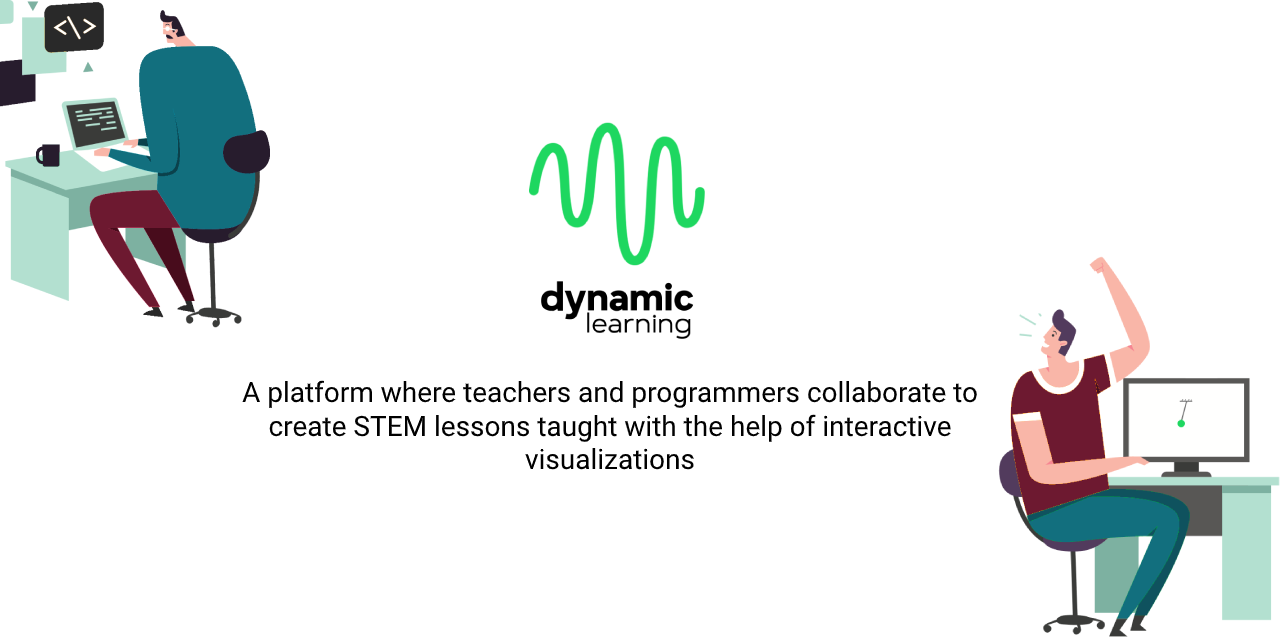 <\>
dynamic
learning
A platform where teachers and programmers collaborate to
create STEM lessons taught with the help of interactive
visualizations